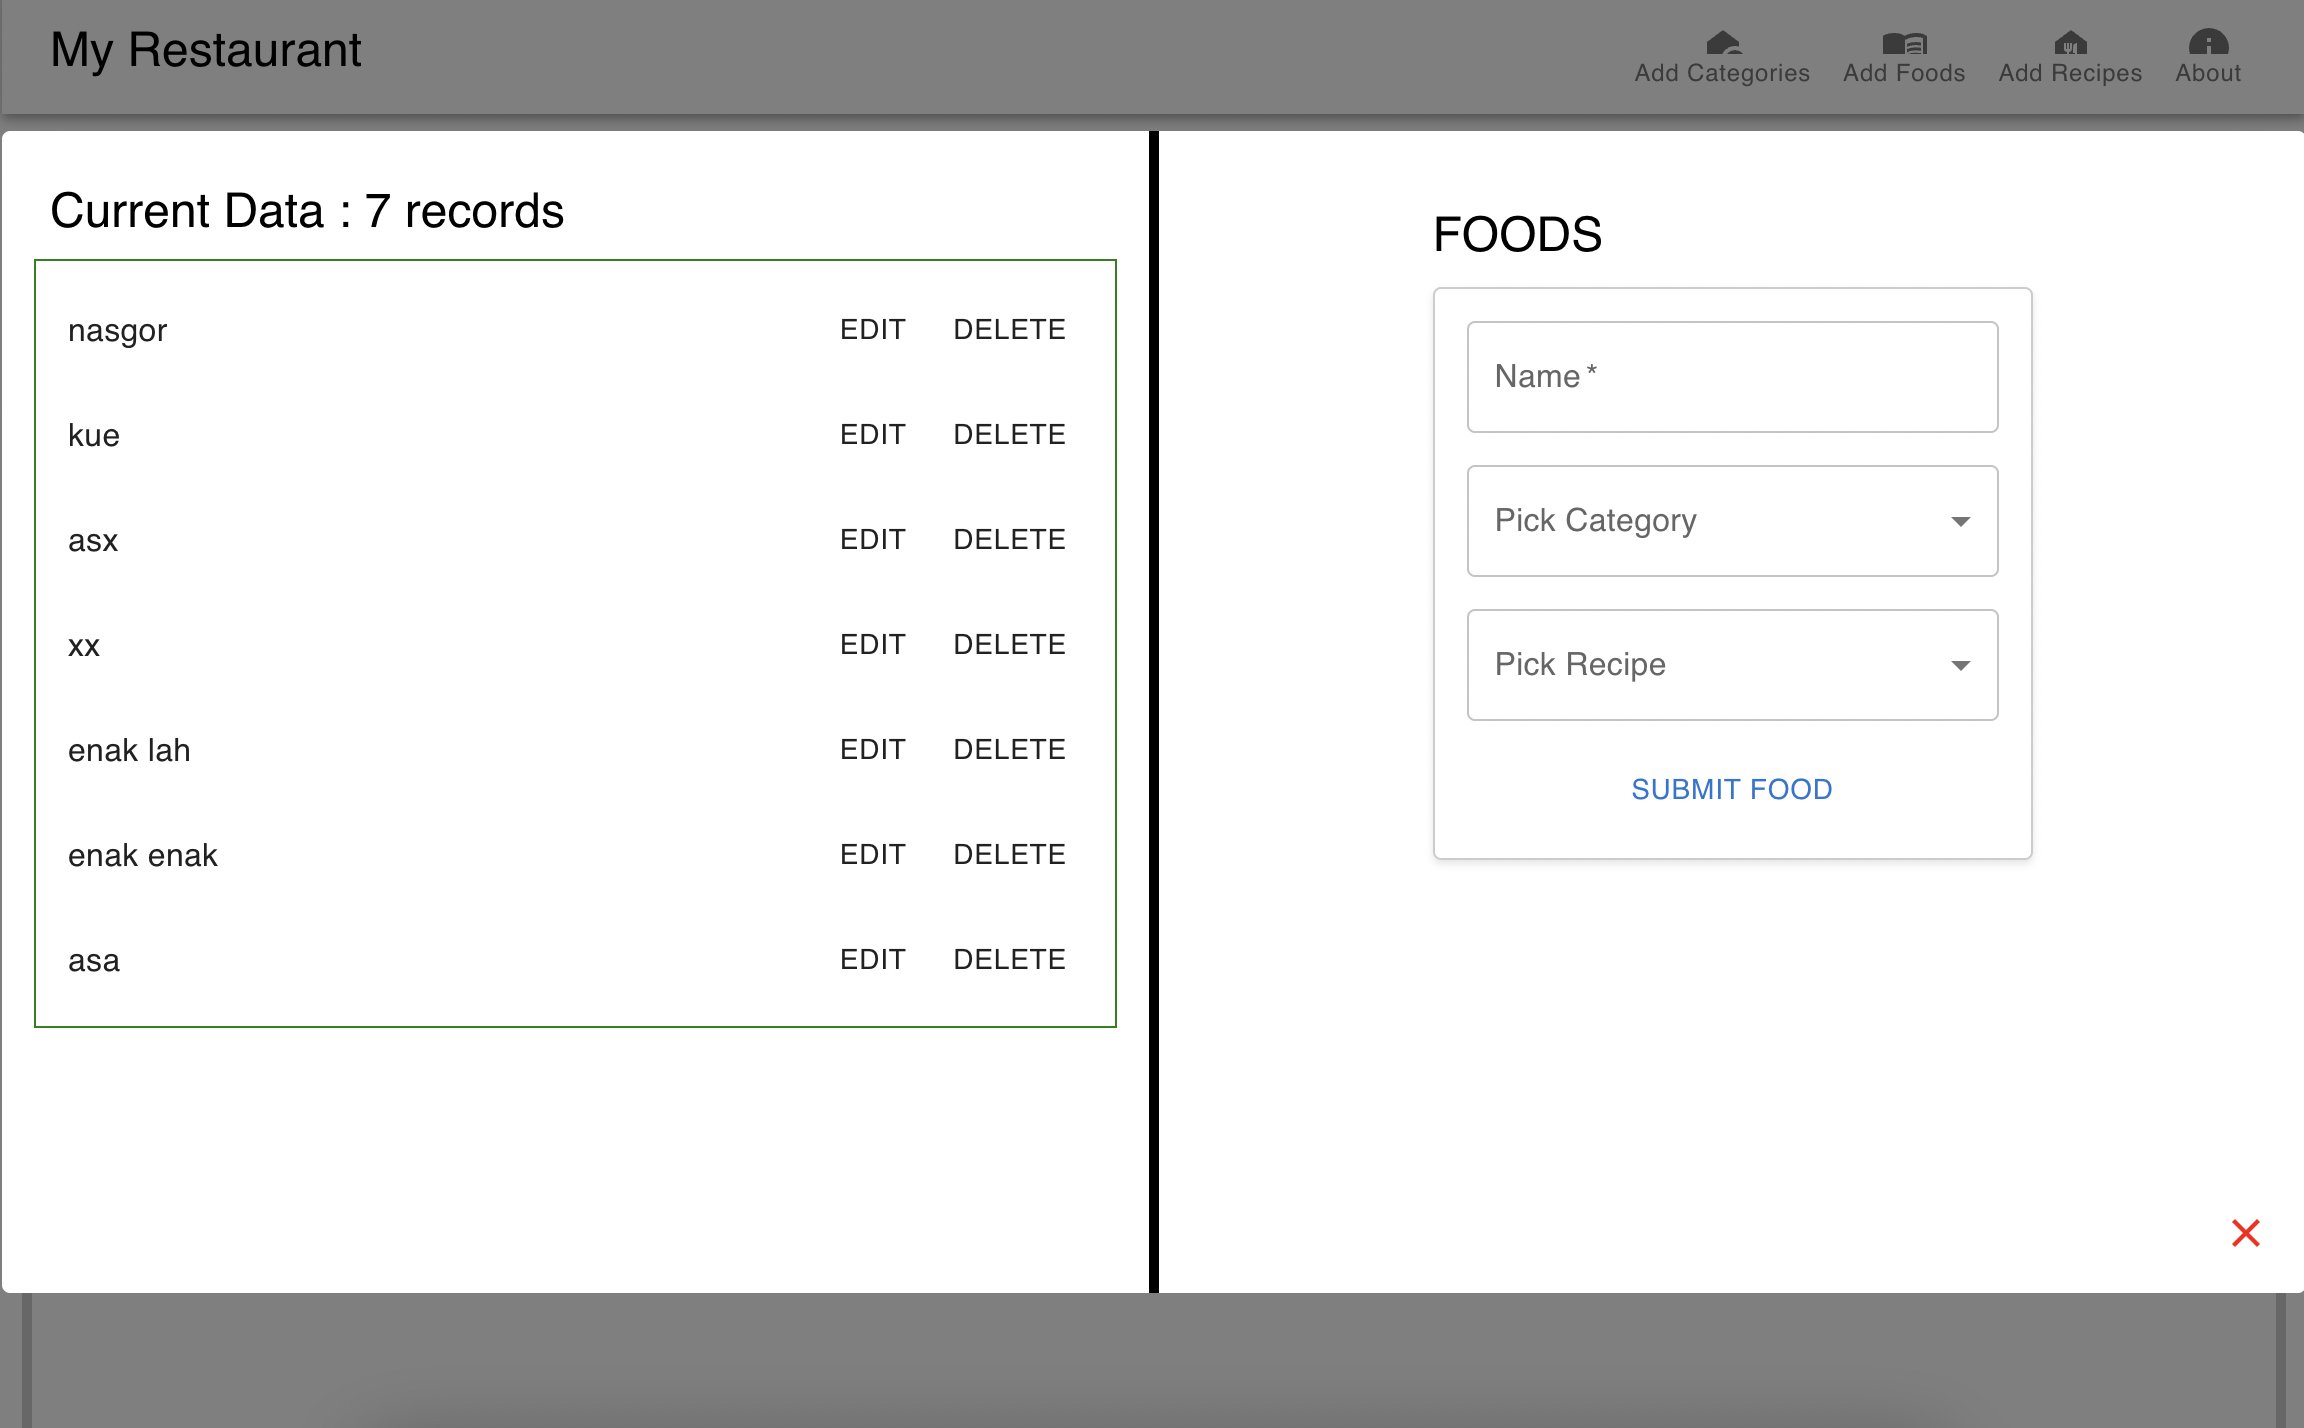 My Restaurant
Add Categories Add Foods Add Recipes About
Current Data : 7 records
nasgor EDIT DELETE
kue EDIT DELETE
asx EDIT DELETE
xx EDIT DELETE
enak lah EDIT DELETE
enak enak EDIT DELETE
asa EDIT DELETE
FOODS
Name *
Pick Category
Pick Recipe
SUBMIT FOOD